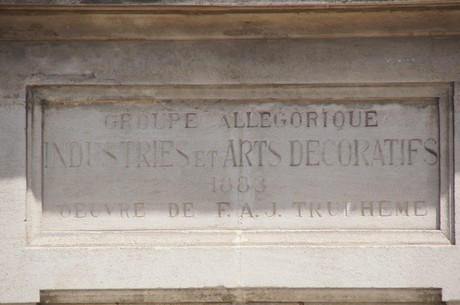 GROUPE ALLEGORIQUE
INDUSTRIES ET ARTS DECORATIFS
1883
OEUVRE DE F.A.J. TRUPHEME